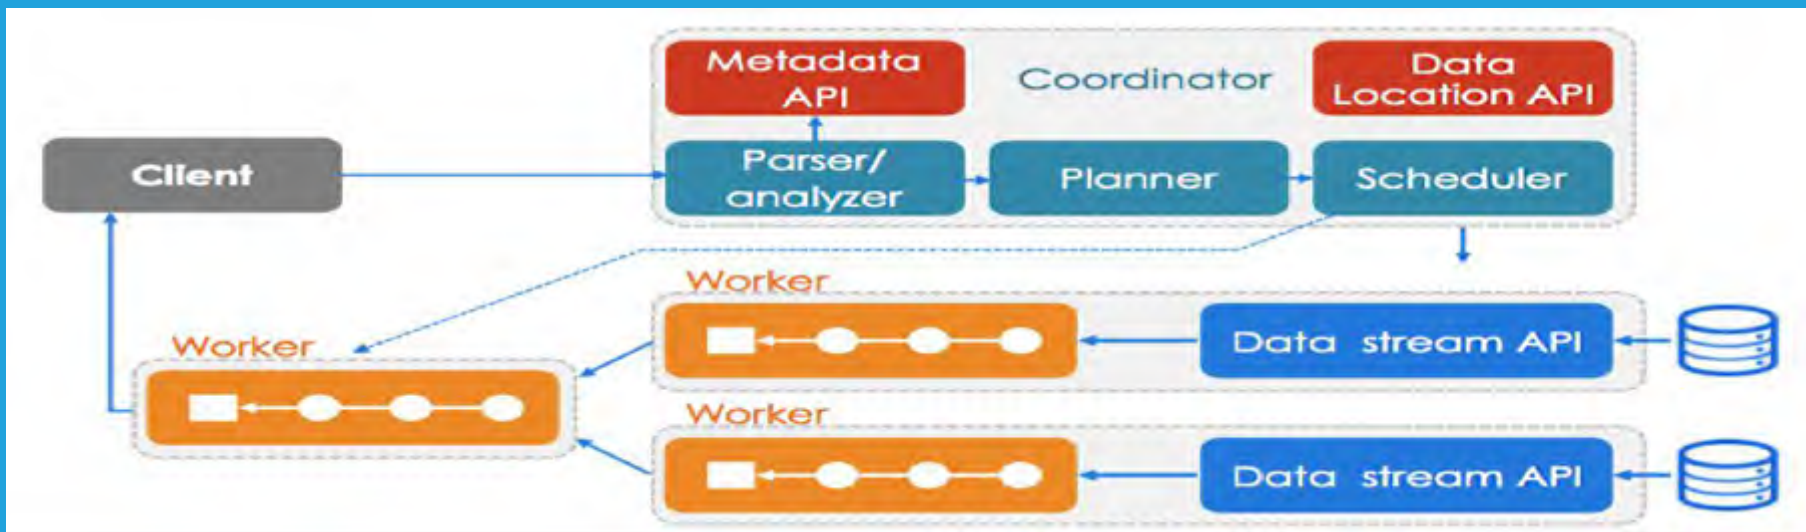 Metadata
API
Coordinator
Data
Location API
Client
Parser/
analyzer
Planner
Scheduler
Worker
Data stream API
Worker
Worker
Data stream API